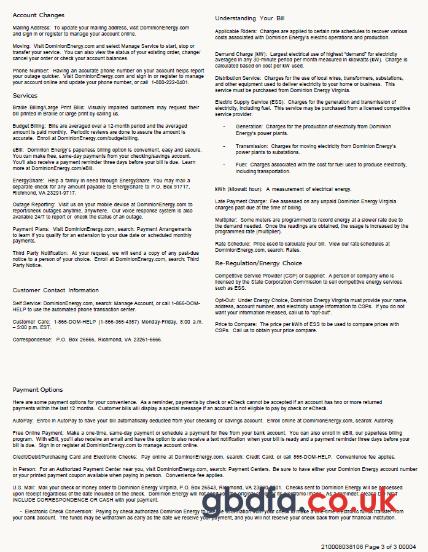 Account Changes
Mailing Address: To update your mailing address, visit DominionEnergy.com
and sign in or register to manage your account online.
Moving: Visit DominionEnergy.com and select Manage Service to start, stop or
transfer your service. You can also view the status of your existing order, change/
cancel your order or check your account balances.
Phone Number: Having an accurate phone number on your account helps report
your outage quicker. Visit DominionEnergy.com and sign in or register to manage
your account online and update your phone number, or call
Services
Braille Billing/Large Print Bills: Visually impaired customers may request their
bill printed in Braille or large print by calling us.
Budget Billing: Bills are averaged over a 12-month period and the averaged
amount is paid monthly. Periodic reviews are done to assure the amount is
accurate. Enroll at DominionEnergy.com/budgetbilling.
eBill: Dominion Energy's paperless billing option is convenient, easy and secure.
You can make free, same-day payments from your checking/savings account.
You'll also receive a payment reminder three days before your bill is due. Learn
more at DominionEnergy.com/eBill.
EnergyShare: Help a family in need through EnergyShare. You may mail a
separate check for any amount payable to EnergyShare to P.O. Box 91717,
Richmond, VA 23291-9717.
Outage Reporting: Visit us on your mobile device at DominionEnergy.com to
report/check outages anytime, anywhere. Our voice response system is also
available 24/7 to report or check the status of an outage.
Payment Plans: Visit DominionEnergy.com, search: Payment Arrangements
to learn if you qualify for an extension to your due date or scheduled monthly
payments.
Third Party Notification: At your request, we will send a copy of any past-due
notice to a person of your choice. Enroll at DominionEnergy.com, search: Third
Party Notice.
Customer Contact Information
Self Service: DominionEnergy.com, search: Manage Account, or call 1-866-DOM-
HELP to use the automated phone transaction center.
Customer Care: 1-866-DOM-HELP (1-866-366-4357) Monday-Friday, 8:00 a.m.
– 5:00 p.m. EST.
Correspondence: P.O. Box 26666, Richmond, VA 23261-6666.
Understanding Your Bill
Applicable Riders: Charges are applied to certain rate schedules to recover various
costs associated with Dominion Energy's electric operations and production.
Demand Charge (kW): Largest electrical use of highest "demand" for electricity
averaged in any 30-minute period per month measured in kilowatts (kW). Charge is
calculated based on cost per kW used.
Distribution Service: Charges for the use of local wires, transformers, substations,
and other equipment used to deliver electricity to your home or business. This
service must be purchased from Dominion Energy Virginia.
Electric Supply Service (ESS): Charges for the generation and transmission of
electricity, including fuel. This service may be purchased from a licensed competitive
service provider.
- Generation: Charges for the production of electricity from Dominion
Energy's power plants.
- Transmission: Charges for moving electricity from Dominion Energy's
power plants to substations.
- Fuel: Charges associated with the cost for fuel used to produce electricity,
including transportation.
kWh (kilowatt hour): A measurement of electrical energy.
Late Payment Charge: Fee assessed on any unpaid Dominion Energy Virginia
charges past due at the time of billing.
Multiplier: Some meters are programmed to record energy at a slower rate due to
the demand needed. Once the readings are obtained, the usage is increased by the
programmed rate (multiplier).
Rate Schedule: Price used to calculate your bill. View our rate schedules at
DominionEnergy.com, search: Rates.
Re-Regulation/Energy Choice
Competitive Service Provider (CSP) or Supplier: A person or company who is
licensed by the State Corporation Commission to sell competitive energy services
such as ESS.
Opt-Out: Under Energy Choice, Dominion Energy Virginia must provide your name,
address, account number, and electricity usage information to CSPs. If you do not
want your information released, call us to "opt-out".
Price to Compare: The price per kWh of ESS to be used to compare prices with
CSPs. Call us to obtain your price compare.
Payment Options
Here are some payment options for your convenience. As a reminder, payments by check or eCheck cannot be accepted if an account has two or more returned
payments within the last 12 months. Customer bills will display a special message if an account is not eligible to pay by check or eCheck.
AutoPay: Enroll in AutoPay to have your bill automatically deducted from your checking or savings account. Enroll online at DominionEnergy.com, search: AutoPay.
Free Online Payment: Make a one-time, same-day payment or schedule a payment for free from your bank account. You can also enroll in eBill, our paperless billing
program. With eBill, you'll also receive an email and have the option to also receive a text notification when your bill is ready and a payment reminder three days before your
bill is due. Sign in or register at DominionEnergy.com to manage account online.
Credit/Debit/Purchasing Card and Electronic Checks: Pay online at DominionEnergy.com, search: Credit Card, or call 866-DOM-HELP. Convenience fee applies.
In Person: For an Authorized Payment Center near you, visit DominionEnergy.com, search: Payment Centers. Be sure to have either your Dominion Energy account number
or your printed payment coupon available when paying in person. Convenience fee applies.
U.S. Mail: Mail your check or money order to Dominion Energy Virginia, P.O. Box 26543, Richmond, VA Checks sent to Dominion Energy will be processed
upon receipt regardless of the date included on the check. Dominion Energy will not
INCLUDE CORRESPONDENCE OR CASH with your payment.
- Electronic Check Conversion: Paying by check authorizes Dominion Energy to
your bank account. The funds may be withdrawn as early as the date we receive your payment, and you will not receive your check back from your financial institution.
gbdata.co.uk
210008038106 Page 3 of 3 00004